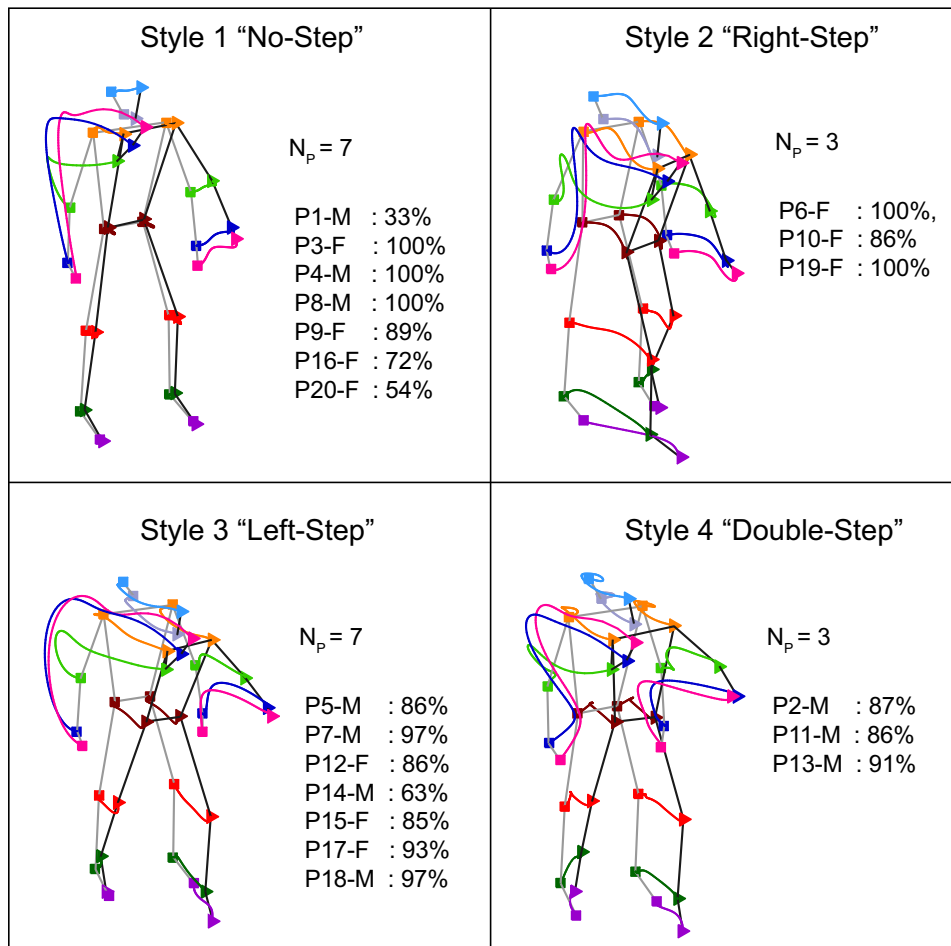 Style 1 “No-Step”
N_P = 7
P1-M : 33%
P3-F : 100%
P4-M : 100%
P8-M : 100%
P9-F : 89%
P16-F : 72%
P20-F : 54%
Style 2 “Right-Step”
N_P = 3
P6-F : 100%,
P10-F : 86%
P19-F : 100%
Style 3 “Left-Step”
N_P = 7
P5-M : 86%
P7-M : 97%
P12-F : 86%
P14-M : 63%
P15-F : 85%
P17-F : 93%
P18-M : 97%
Style 4 “Double-Step”
N_P = 3
P2-M : 87%
P11-M : 86%
P13-M : 91%